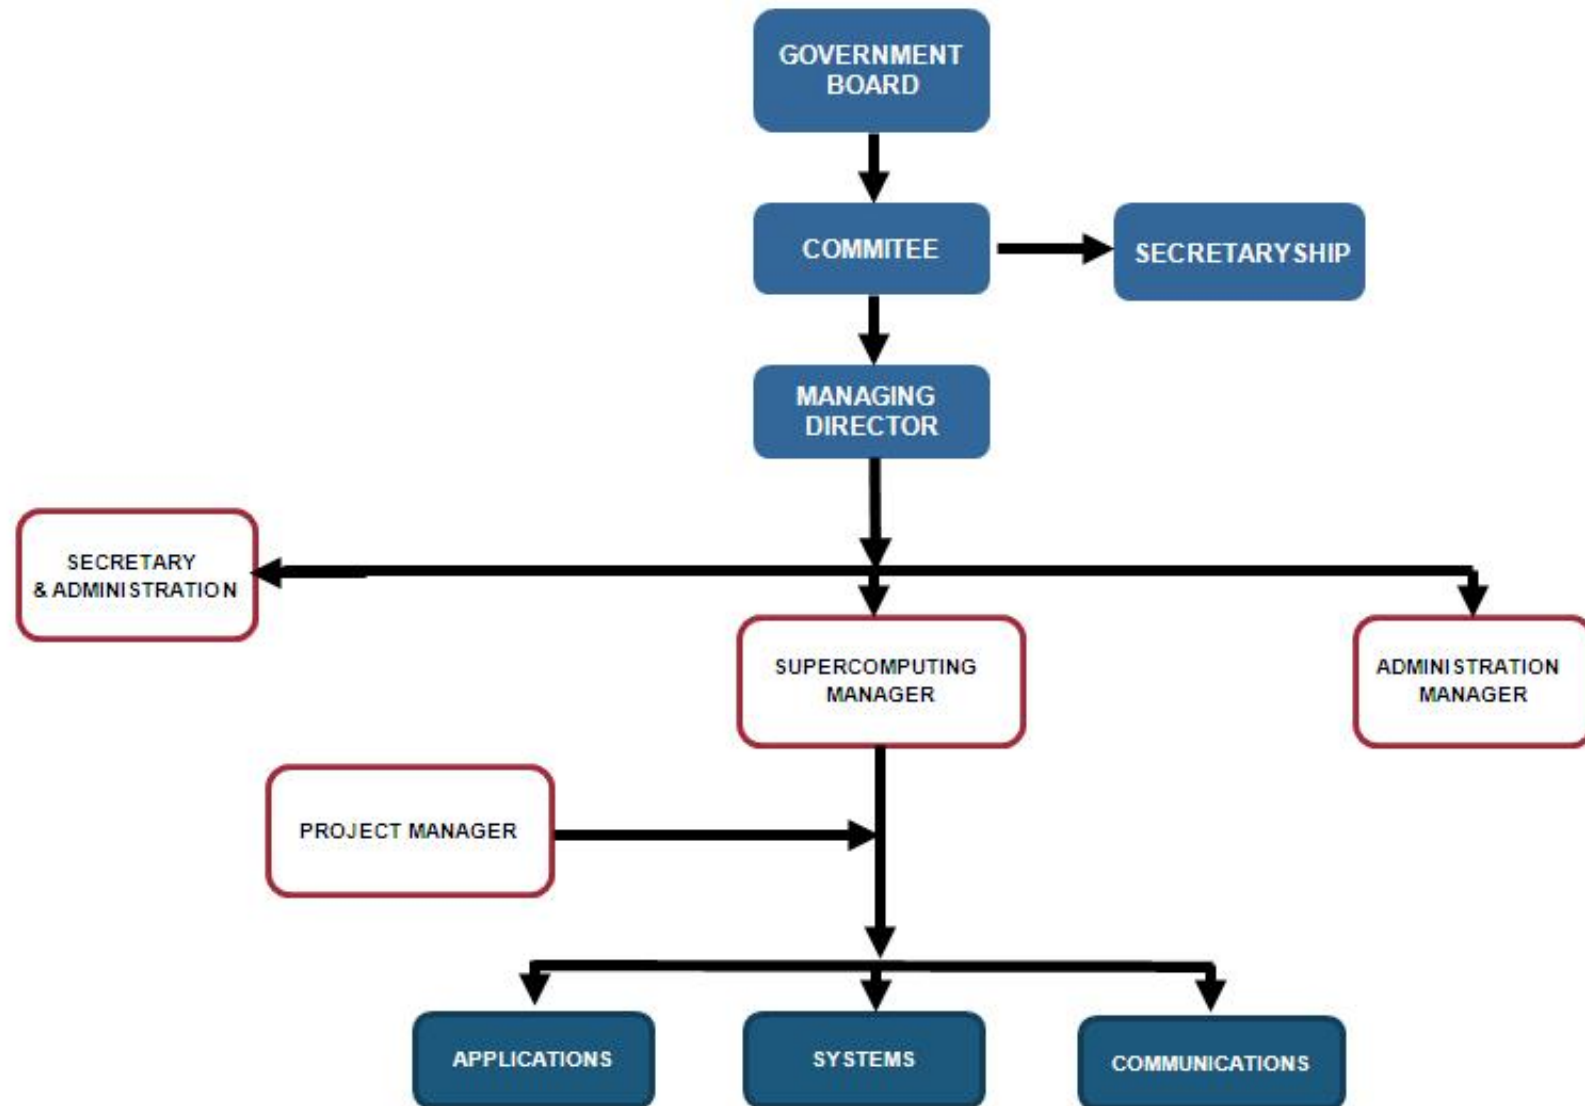 GOVERNMENT
BOARD
COMMITEE
SECRETARYSHIP
MANAGING
DIRECTOR
SECRETARY
& ADMINISTRATION
SUPERCOMPUTING
MANAGER
ADMINISTRATION
MANAGER
PROJECT MANAGER
APPLICATIONS
SYSTEMS
COMMUNICATIONS